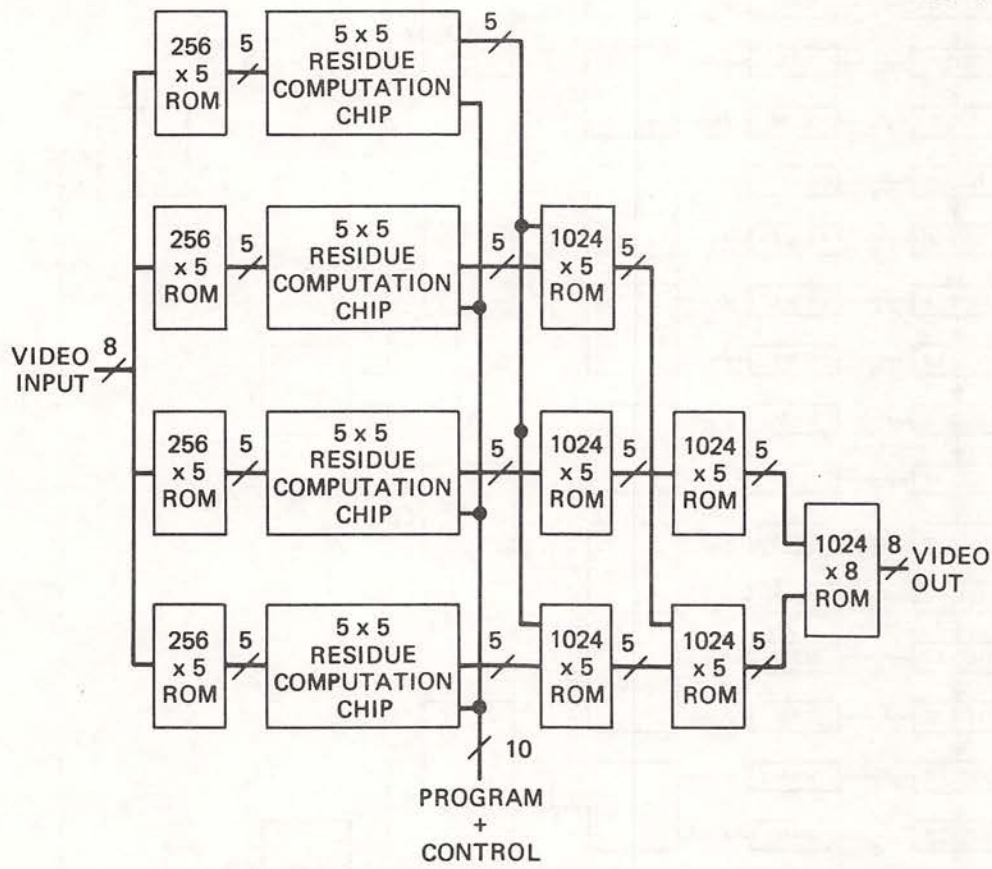 256
x 5
ROM
5
5 x 5
RESIDUE
COMPUTATION
CHIP
5
256
x 5
ROM
5
5 x 5
RESIDUE
COMPUTATION
CHIP
5
1024
x 5
ROM
5
VIDEO
INPUT
8
256
x 5
ROM
5
5 x 5
RESIDUE
COMPUTATION
CHIP
5
1024
x 5
ROM
5
1024
x 5
ROM
5
1024
x 8
ROM
8
VIDEO
OUT
256
x 5
ROM
5
5 x 5
RESIDUE
COMPUTATION
CHIP
5
1024
x 5
ROM
5
1024
x 5
ROM
5
10
PROGRAM
+
CONTROL